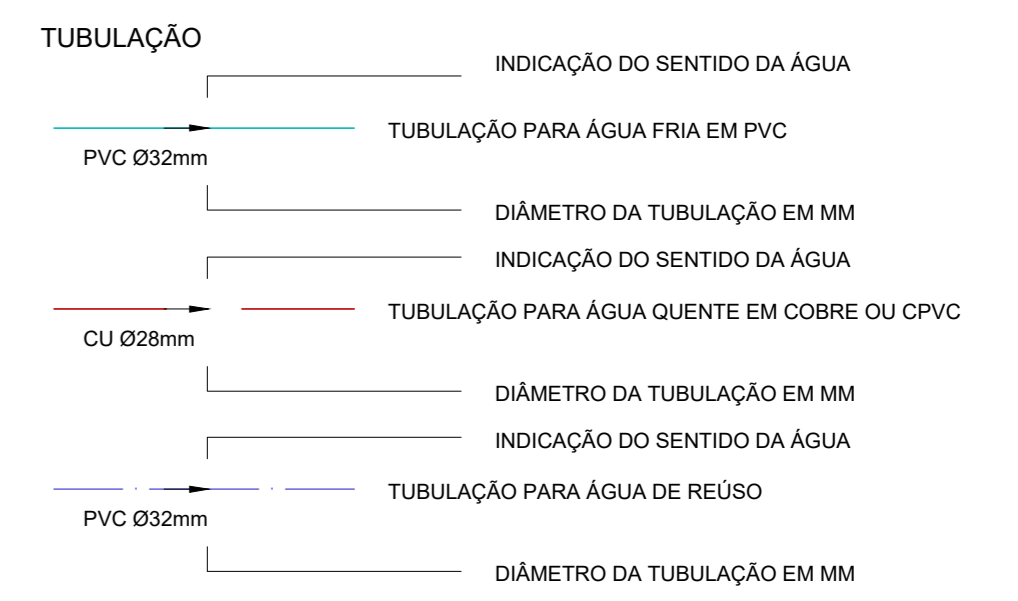 TUBULAÇÃO
INDICAÇÃO DO SENTIDO DA ÁGUA
TUBULAÇÃO PARA ÁGUA FRIA EM PVC
PVC Ø32mm
DIÂMETRO DA TUBULAÇÃO EM MM
INDICAÇÃO DO SENTIDO DA ÁGUA
TUBULAÇÃO PARA ÁGUA QUENTE EM COBRE OU CPVC
CU Ø28mm
DIÂMETRO DA TUBULAÇÃO EM MM
INDICAÇÃO DO SENTIDO DA ÁGUA
TUBULAÇÃO PARA ÁGUA DE REÚSO
PVC Ø32mm
DIÂMETRO DA TUBULAÇÃO EM MM